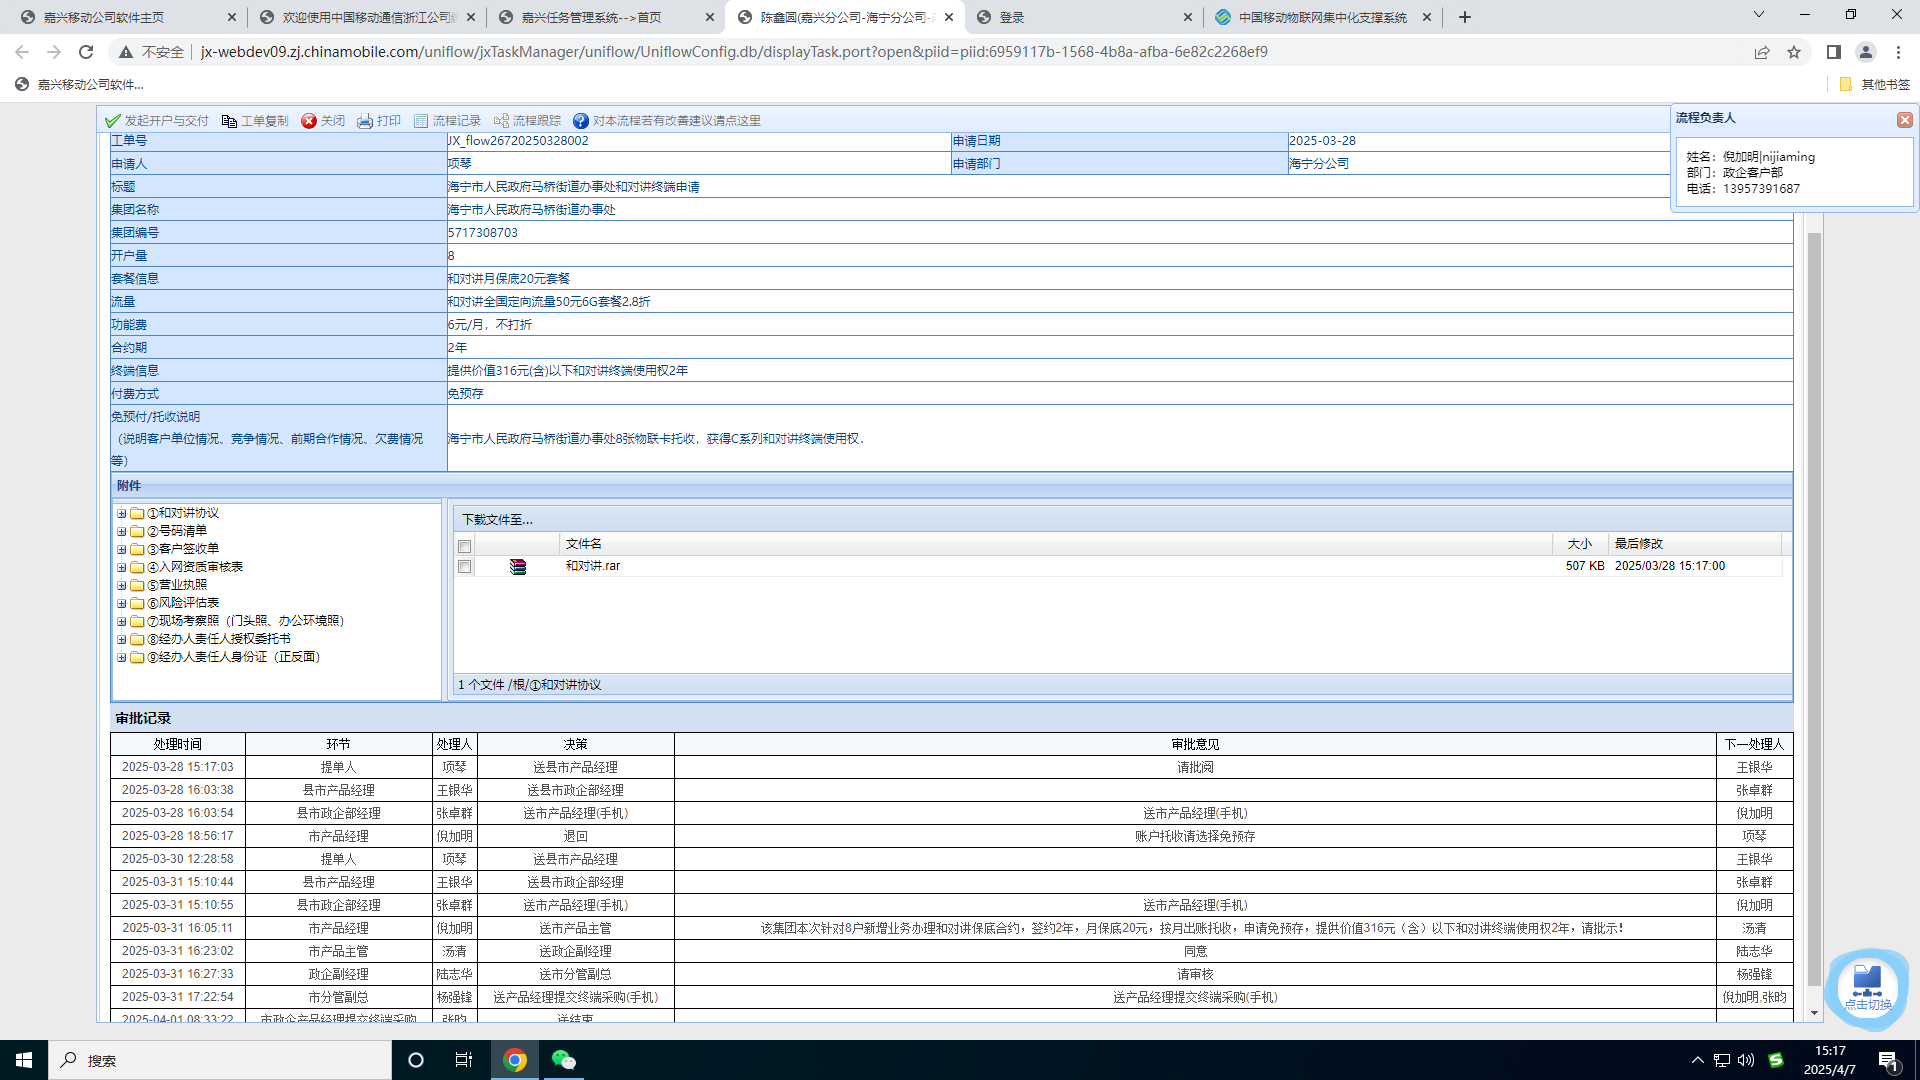 嘉兴移动公司软件主页
欢迎使用中国移动通信浙江公司
嘉兴任务管理系统-->首页
陈鑫圆(嘉兴分公司-海宁分公司-
登录
中国移动物联网集中化支撑系统
不安全
jx-webdev09.zj.chinamobile.com/uniflow/jxTaskManager/uniflow/UniflowConfig.db/displayTask.port?open&piid=piid:6959117b-1568-4b8a-afba-6e82c2268ef9
嘉兴移动公司软件...
其他书签
发起开户与交付 工单复制 关闭 打印 流程记录 流程跟踪 对本流程若有改善建议请点这里
流程负责人
姓名：倪加明|nijiaming
部门：政企客户部
电话：13957391687
工单号 JX_flow26720250328002 申请日期 2025-03-28
申请人 项琴 申请部门 海宁分公司
标题 海宁市人民政府马桥街道办事处和对讲终端申请
集团名称 海宁市人民政府马桥街道办事处
集团编号 5717308703
开户量 8
套餐信息 和对讲月保底20元套餐
流量 和对讲全国定向流量50元6G套餐2.8折
功能费 6元/月，不打折
合约期 2年
终端信息 提供价值316元(含)以下和对讲终端使用权2年
付费方式 免预存
免预付/托收说明
（说明客户单位情况、竞争情况、前期合作情况、欠费情况等）
海宁市人民政府马桥街道办事处8张物联卡托收，获得C系列和对讲终端使用权.
附件
①和对讲协议
②号码清单
③客户签收单
④入网资质审核表
⑤营业执照
⑥风险评估表
⑦现场考察照（门头照、办公环境照）
⑧经办人责任人授权委托书
⑨经办人责任人身份证（正反面）
下载文件至...
文件名 大小 最后修改
和对讲.rar 507 KB 2025/03/28 15:17:00
1 个文件 /根/①和对讲协议
审批记录
处理时间 环节 处理人 决策 审批意见 下一处理人
2025-03-28 15:17:03 提单人 项琴 送县市产品经理 请批阅 王银华
2025-03-28 16:03:38 县市产品经理 王银华 送县市政企部经理 张卓群
2025-03-28 16:03:54 县市政企部经理 张卓群 送市产品经理(手机) 送市产品经理(手机) 倪加明
2025-03-28 18:56:17 市产品经理 倪加明 退回 账户托收请选择免预存 项琴
2025-03-30 12:28:58 提单人 项琴 送县市产品经理 王银华
2025-03-31 15:10:44 县市产品经理 王银华 送县市政企部经理 张卓群
2025-03-31 15:10:55 县市政企部经理 张卓群 送市产品经理(手机) 送市产品经理(手机) 倪加明
2025-03-31 16:05:11 市产品经理 倪加明 送市产品主管 该集团本次针对8户新增业务办理和对讲保底合约，签约2年，月保底20元，按月出账托收，申请免预存，提供价值316元（含）以下和对讲终端使用权2年，请批示！ 汤清
2025-03-31 16:23:02 市产品主管 汤清 送政企副经理 同意 陆志华
2025-03-31 16:27:33 政企副经理 陆志华 送市分管副总 请审核 杨强锋
2025-03-31 17:22:54 市分管副总 杨强锋 送产品经理提交终端采购(手机) 送产品经理提交终端采购(手机) 倪加明,张昀
2025-04-01 08:33:22 市政企产品经理提交终端采购 张昀 送结束
点击切换
搜索
15:17
2025/4/7
1